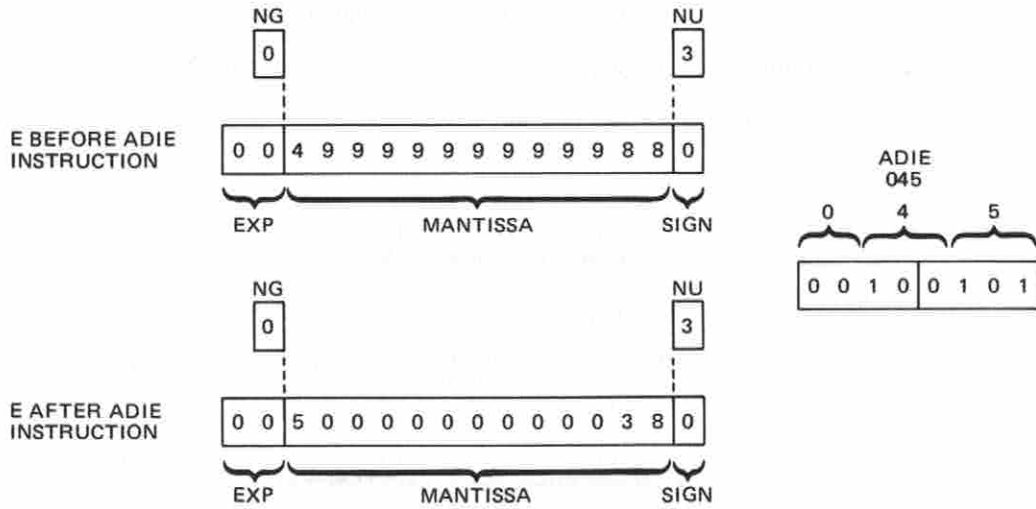 NG
NU
0
3
E BEFORE ADIE
INSTRUCTION
0 0 4 9 9 9 9 9 9 9 9 9 9 8 8 0
EXP
MANTISSA
SIGN
NG
NU
0
3
E AFTER ADIE
INSTRUCTION
0 0 5 0 0 0 0 0 0 0 0 0 0 3 8 0
EXP
MANTISSA
SIGN
ADIE
045
0 4 5
0 0 1 0 0 1 0 1